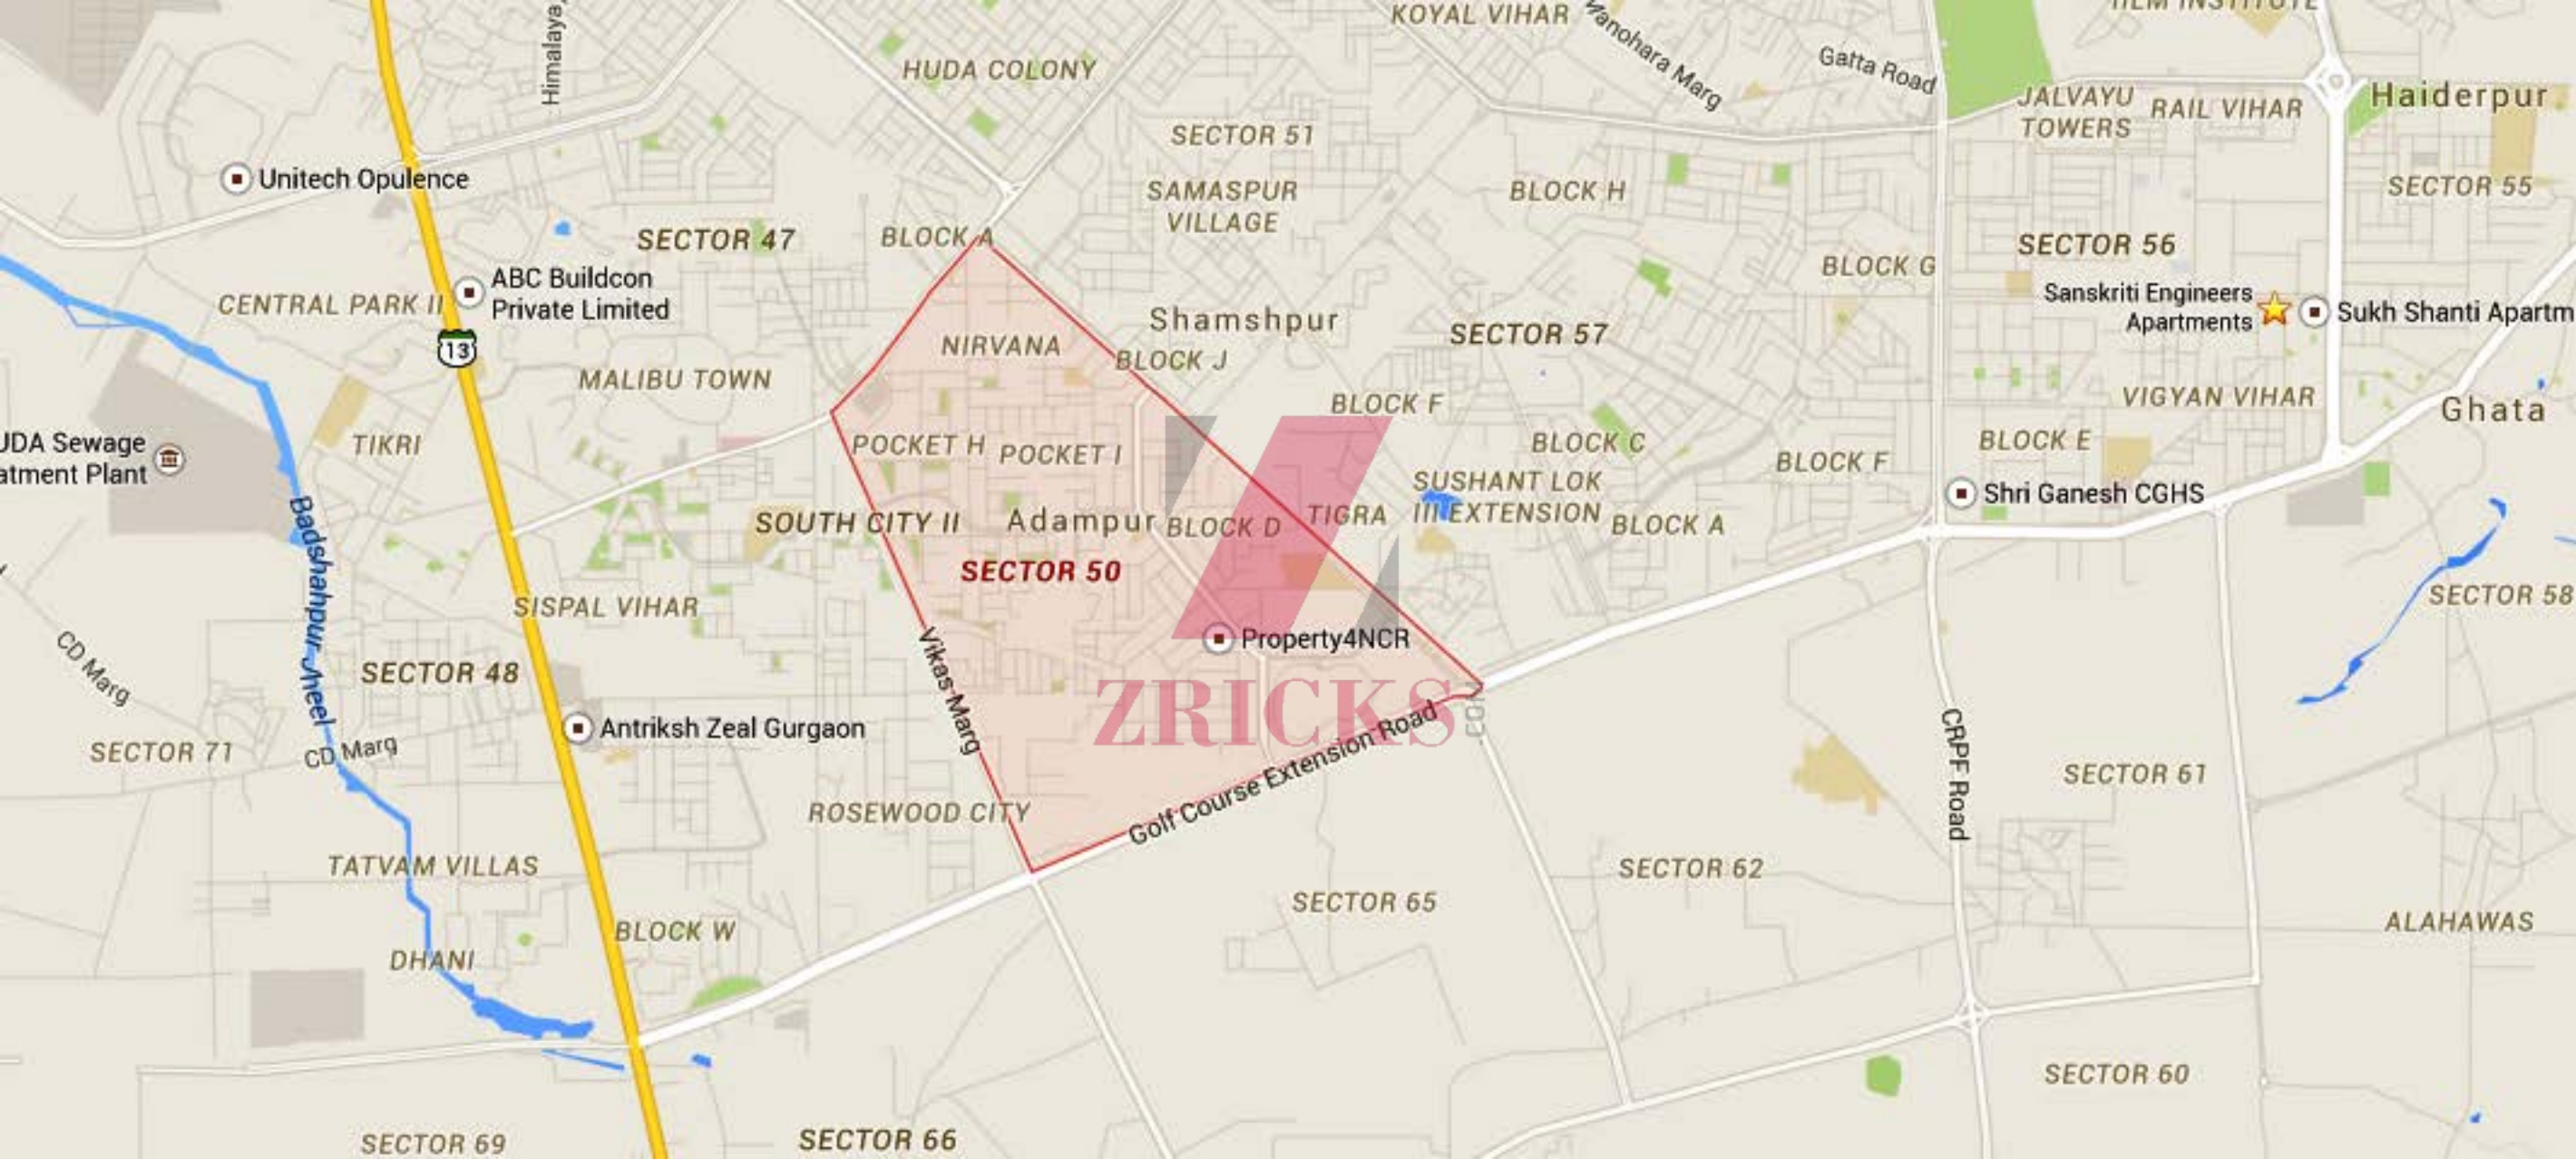 KOYAL VIHAR
Manohara Marg
Gatta Road
Himalaya
HUDA COLONY
JALVAYU
TOWERS
RAIL VIHAR
Haiderpur
SECTOR 51
Unitech Opulence
SAMASPUR
VILLAGE
BLOCK H
SECTOR 55
SECTOR 47
BLOCK A
SECTOR 56
BLOCK G
ABC Buildcon
Private Limited
CENTRAL PARK II
Sanskriti Engineers
Apartments
Sukh Shanti Apartm
Shamshpur
SECTOR 57
13
NIRVANA
BLOCK J
MALIBU TOWN
BLOCK F
VIGYAN VIHAR
Ghata
UDA Sewage
atment Plant
TIKRI
POCKET H
POCKET I
BLOCK C
BLOCK F
BLOCK E
SUSHANT LOK
III EXTENSION
Shri Ganesh CGHS
SOUTH CITY II
Adampur
BLOCK D
TIGRA
BLOCK A
Badshahpur Jheel
SECTOR 50
SECTOR 58
SISPAL VIHAR
Property4NCR
CD Marg
SECTOR 48
Vikas Marg
ZRICKS
Antriksh Zeal Gurgaon
SECTOR 71
CD Marg
CRPF Road
SECTOR 61
Golf Course Extension Road
ROSEWOOD CITY
TATVAM VILLAS
SECTOR 62
SECTOR 65
BLOCK W
ALAHAWAS
DHANI
SECTOR 60
SECTOR 69
SECTOR 66